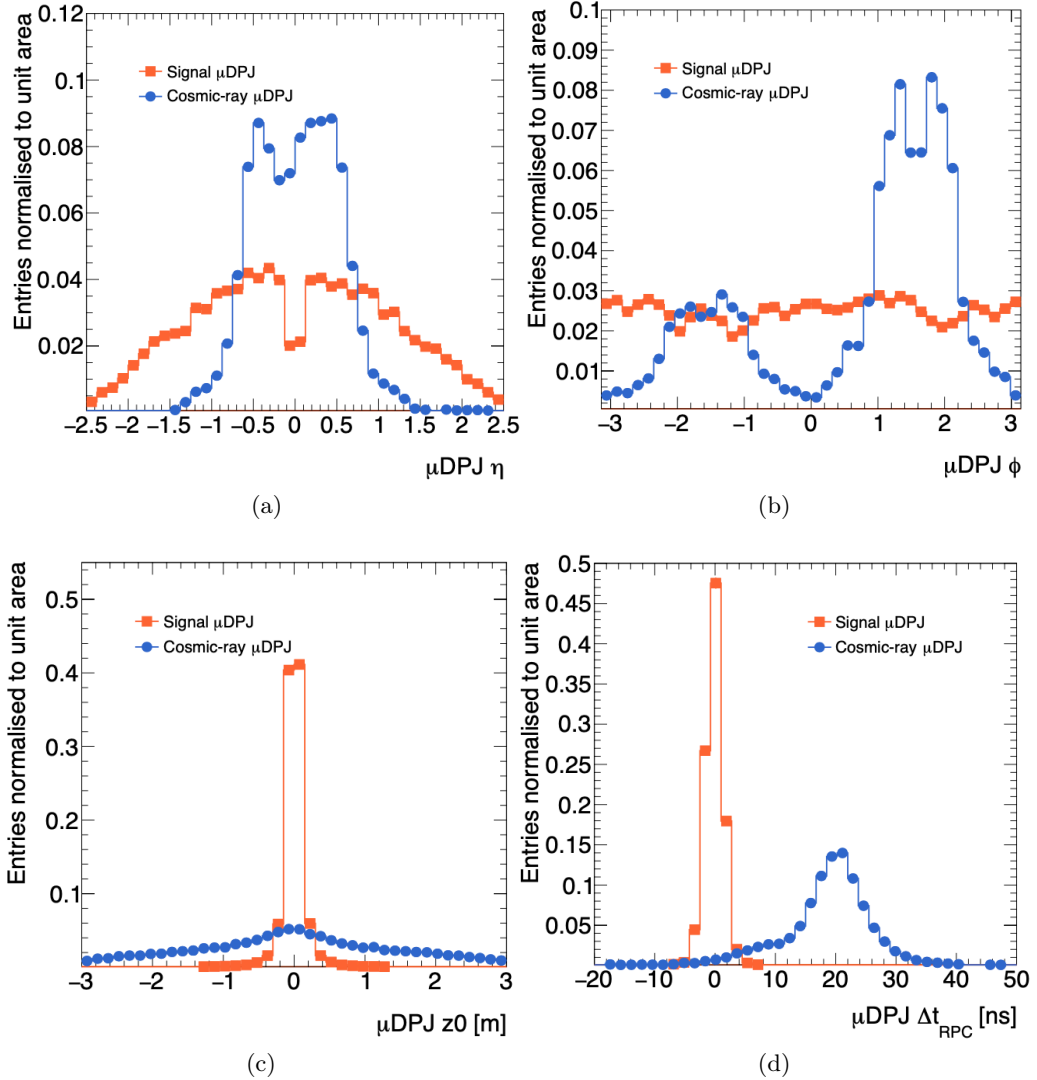 Entries normalised to unit area
0.12
0.1
0.08
0.06
0.04
0.02
Signal μDPJ
Cosmic-ray μDPJ
−2.5 −2 −1.5 −1 −0.5 0 0.5 1 1.5 2 2.5
μDPJ η
(a)
Entries normalised to unit area
0.1
0.09
0.08
0.07
0.06
0.05
0.04
0.03
0.02
0.01
Signal μDPJ
Cosmic-ray μDPJ
−3 −2 −1 0 1 2 3
μDPJ ϕ
(b)
Entries normalised to unit area
0.5
0.4
0.3
0.2
0.1
Signal μDPJ
Cosmic-ray μDPJ
−3 −2 −1 0 1 2 3
μDPJ z0 [m]
(c)
Entries normalised to unit area
0.5
0.45
0.4
0.35
0.3
0.25
0.2
0.15
0.1
0.05
Signal μDPJ
Cosmic-ray μDPJ
−20 −10 0 10 20 30 40 50
μDPJ Δt_RPC [ns]
(d)